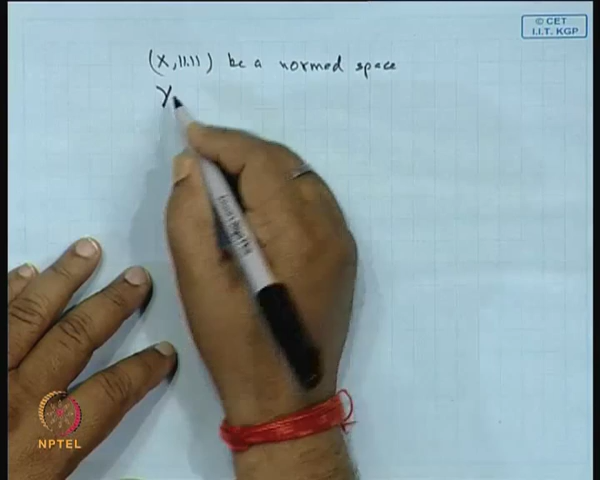 © CET
I.I.T. KGP
(X, ||.||) be a normed space
Y
NPTEL